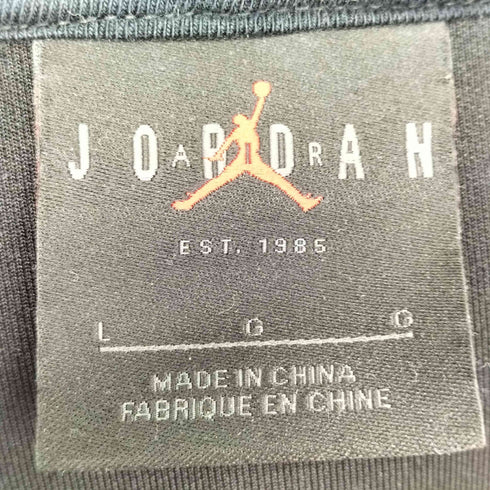 JORDAN
AIR
EST. 1985
L G G
MADE IN CHINA
FABRIQUE EN CHINE